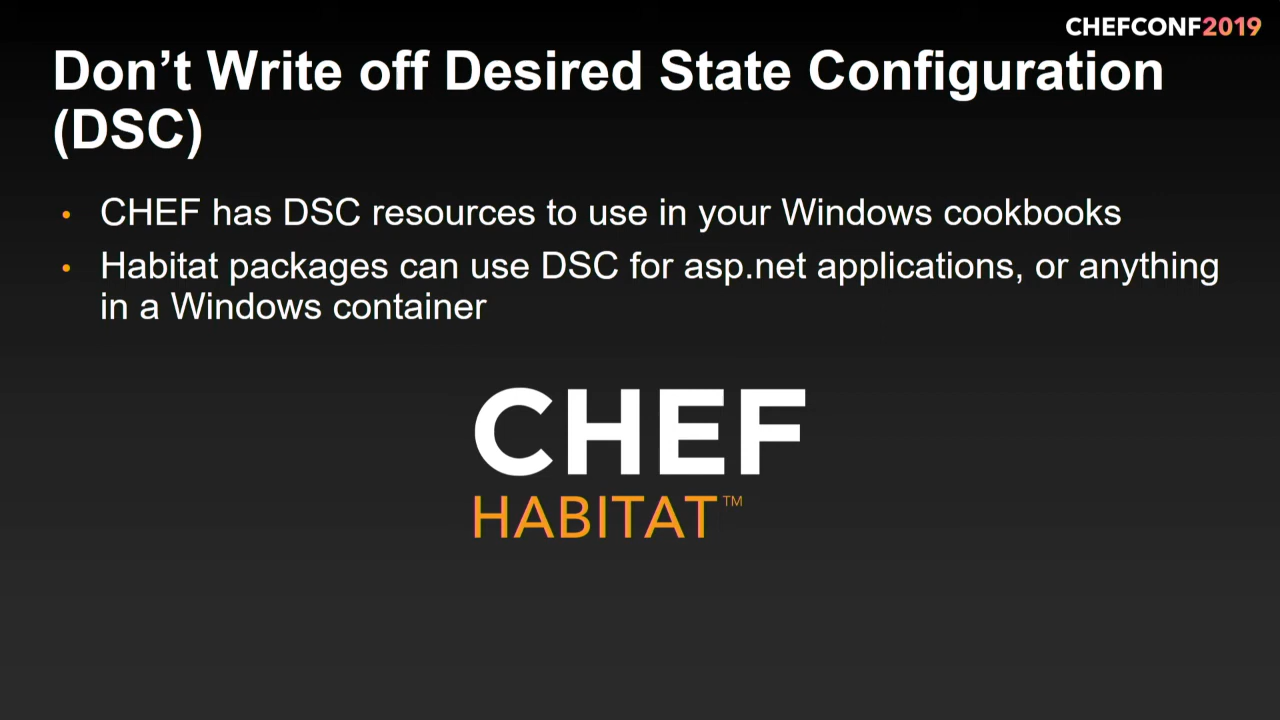 CHEFCONF2019
Don’t Write off Desired State Configuration
(DSC)
• CHEF has DSC resources to use in your Windows cookbooks
• Habitat packages can use DSC for asp.net applications, or anything
in a Windows container
CHEF
HABITAT™